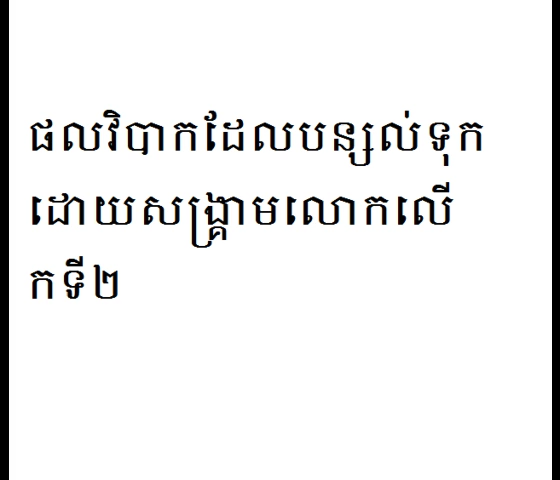 ផលវិបាកដែលបន្សល់ទុក
ដោយសង្គ្រាមលោកលើ
កទី២